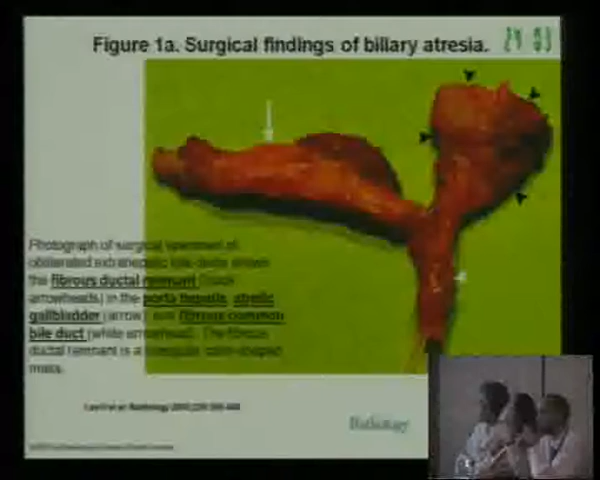 Figure 1a. Surgical findings of biliary atresia.
Photograph of surgical specimen of
obliterated extrahepatic bile ducts shows
the fibrous ductal remnant (black
arrowheads) in the porta hepatis, atretic
gallbladder (arrow), and fibrous common
bile duct (white arrowhead). The fibrous
ductal remnant is a triangular cone-shaped
mass.
Radiology